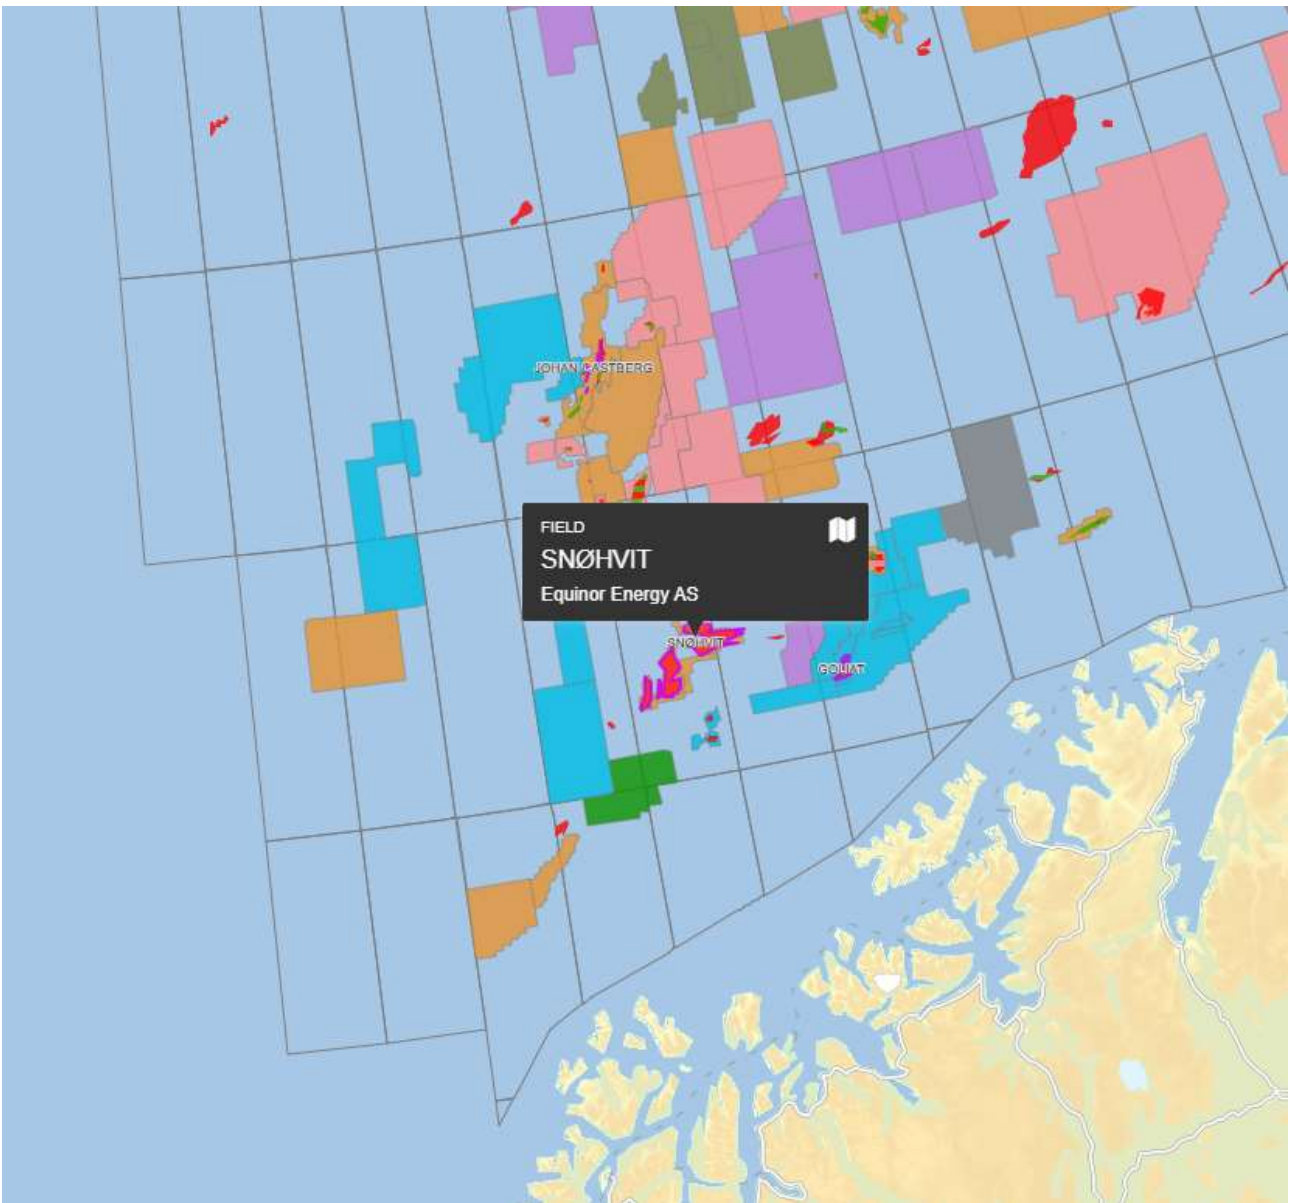 JOHAN CASTBERG
FIELD
SNØHVIT
Equinor Energy AS
SNØHVIT
GOLIAT